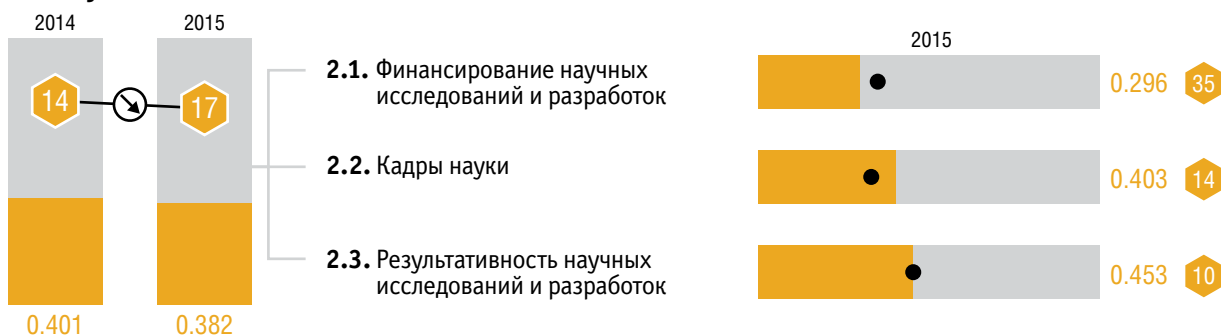 2014
2015
14
17
0.401
0.382
2.1. Финансирование научных
исследований и разработок
2.2. Кадры науки
2.3. Результативность научных
исследований и разработок
2015
0.296
35
0.403
14
0.453
10